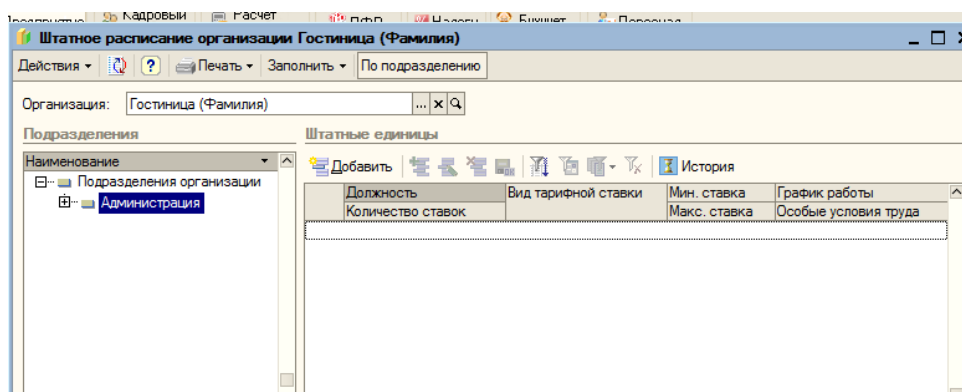 Кадровый Расчет
Штатное расписание организации Гостиница (Фамилия)
Действия Печать Заполнить По подразделению
Организация: Гостиница (Фамилия)
Подразделения Штатные единицы
Наименование
Добавить История
Подразделения организации
Администрация
Должность Вид тарифной ставки Мин. ставка График работы
Количество ставок Макс. ставка Особые условия труда